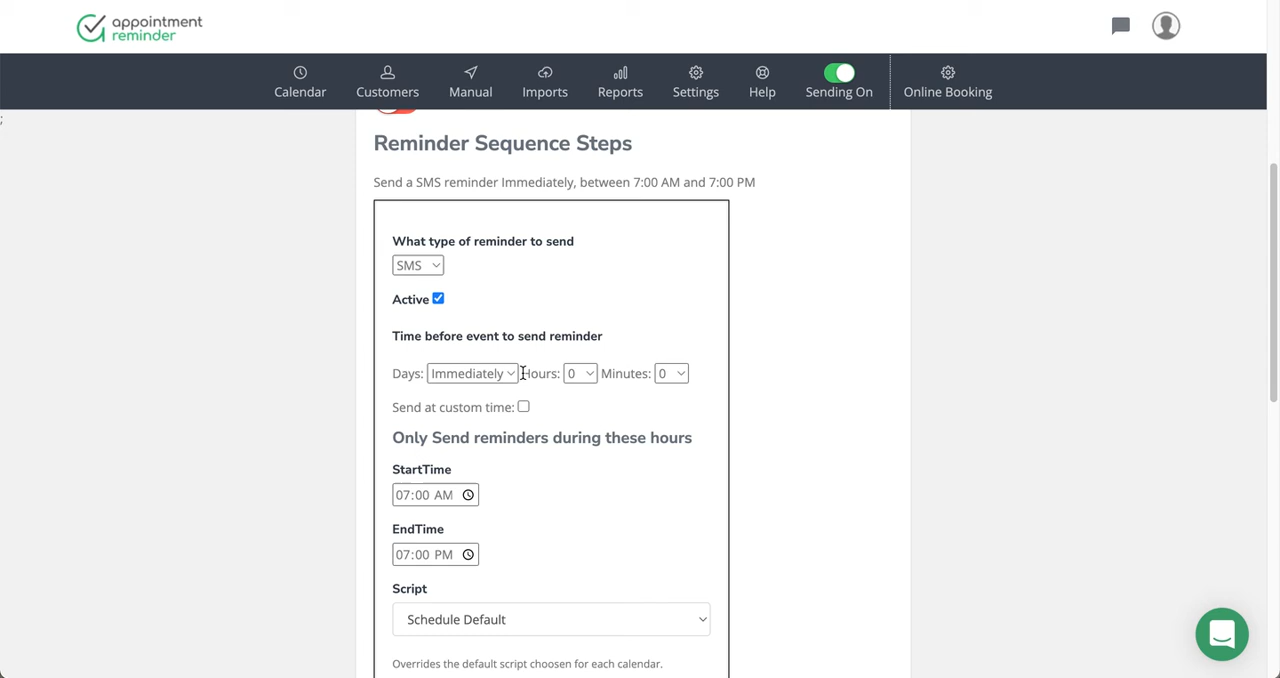 appointment
reminder
Calendar Customers Manual Imports Reports Settings Help Sending On Online Booking
;
Reminder Sequence Steps
Send a SMS reminder Immediately, between 7:00 AM and 7:00 PM
What type of reminder to send
SMS
Active
Time before event to send reminder
Days: Immediately Hours: 0 Minutes: 0
Send at custom time:
Only Send reminders during these hours
StartTime
07:00 AM
EndTime
07:00 PM
Script
Schedule Default
Overrides the default script choosen for each calendar.